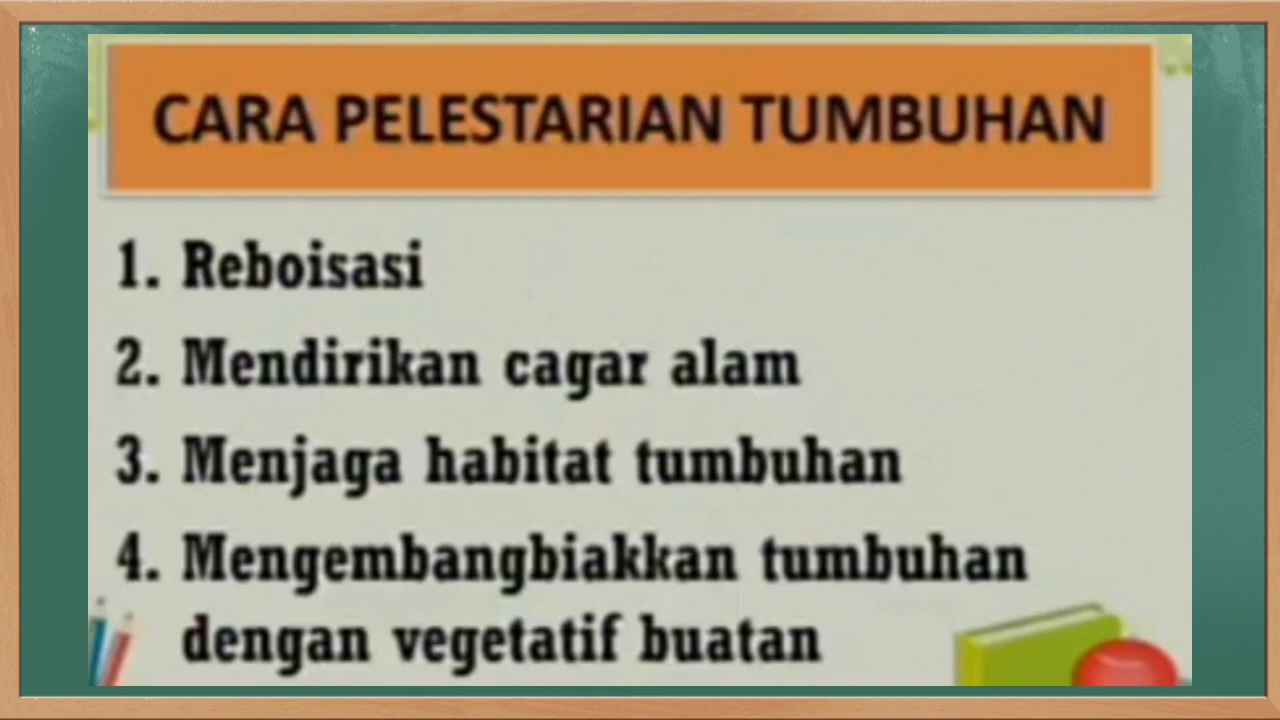 CARA PELESTARIAN TUMBUHAN
1. Reboisasi
2. Mendirikan cagar alam
3. Menjaga habitat tumbuhan
4. Mengembangbiakkan tumbuhan
dengan vegetatif buatan